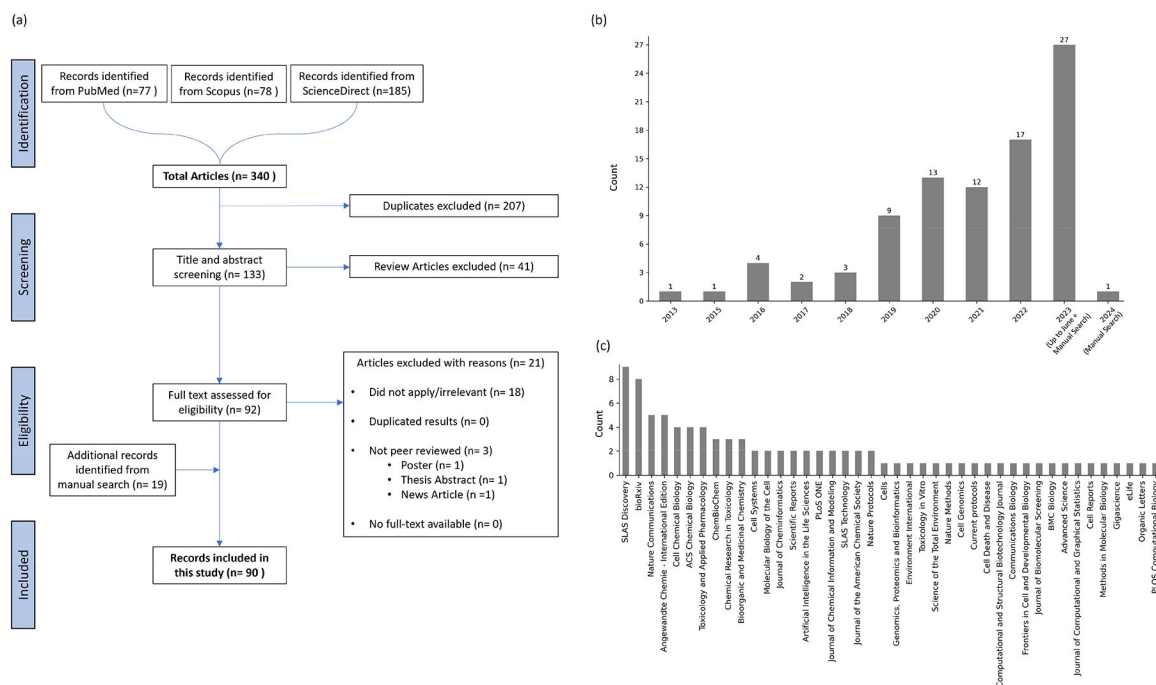 (a)
Identification
Records identified
from PubMed (n=77 )
Records identified
from Scopus (n=78 )
Records identified from
ScienceDirect (n=185)
Total Articles (n= 340 )
Duplicates excluded (n= 207)
Screening
Title and abstract
screening (n= 133)
Review Articles excluded (n= 41)
Eligibility
Full text assessed for
eligibility (n= 92)
Articles excluded with reasons (n= 21)
• Did not apply/irrelevant (n= 18)
• Duplicated results (n= 0)
• Not peer reviewed (n= 3)
• Poster (n= 1)
• Thesis Abstract (n= 1)
• News Article (n =1)
• No full-text available (n= 0)
Additional records
identified from
manual search (n= 19)
Included
Records included in
this study (n= 90 )
(b)
Count
27
24
21
18
15
12
9
6
3
0
1
1
4
2
3
9
13
12
17
27
1
2013
2015
2016
2017
2018
2019
2020
2021
2022
2023
(Up to June +
Manual Search)
2024
(Manual Search)
(c)
Count
8
6
4
2
0
SLAS Discovery
bioRxiv
Nature Communications
Angewandte Chemie - International Edition
Cell Chemical Biology
ACS Chemical Biology
Toxicology and Applied Pharmacology
ChemBioChem
Chemical Research in Toxicology
Bioorganic and Medicinal Chemistry
Cell Systems
Molecular Biology of the Cell
Journal of Cheminformatics
Scientific Reports
Artificial Intelligence in the Life Sciences
PLoS ONE
Journal of Chemical Information and Modeling
SLAS Technology
Journal of the American Chemical Society
Nature Protocols
Cells
Genomics, Proteomics and Bioinformatics
Environment International
Toxicology in Vitro
Science of the Total Environment
Nature Methods
Cell Genomics
Current protocols
Cell Death and Disease
Computational and Structural Biotechnology Journal
Communications Biology
Frontiers in Cell and Developmental Biology
Journal of Biomolecular Screening
BMC Biology
Advanced Science
Journal of Computational and Graphical Statistics
Cell Reports
Methods in Molecular Biology
Gigascience
eLife
Organic Letters
PLOS Computational